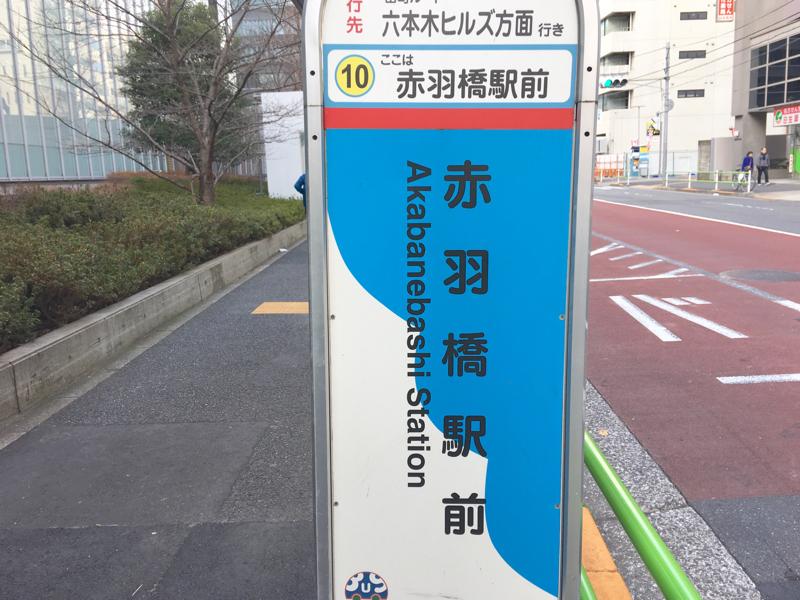 行先
六本木ヒルズ方面 行き
ここは
10 赤羽橋駅前
赤羽橋駅前
Akabanebashi Station